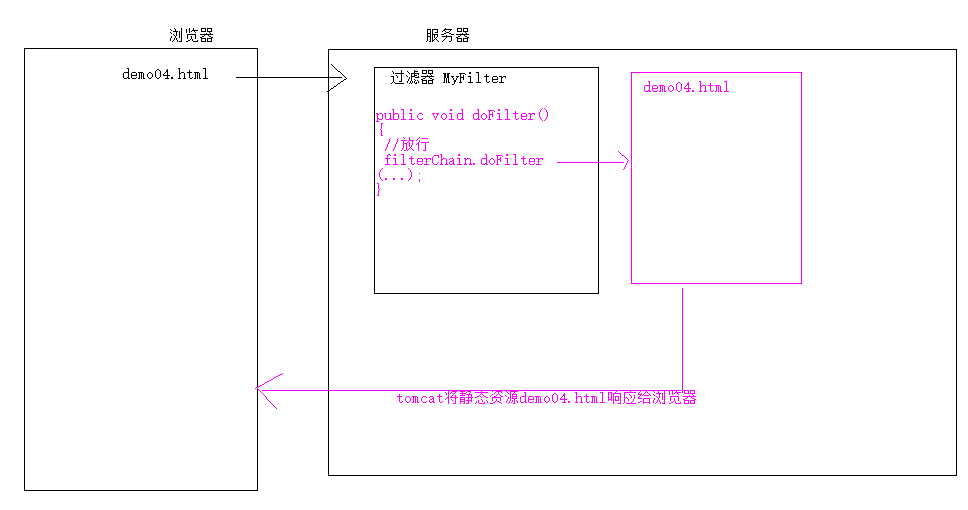 浏览器
服务器
demo04.html
过滤器 MyFilter
public void doFilter()
{
//放行
filterChain.doFilter
(...);
}
demo04.html
tomcat将静态资源demo04.html响应给浏览器